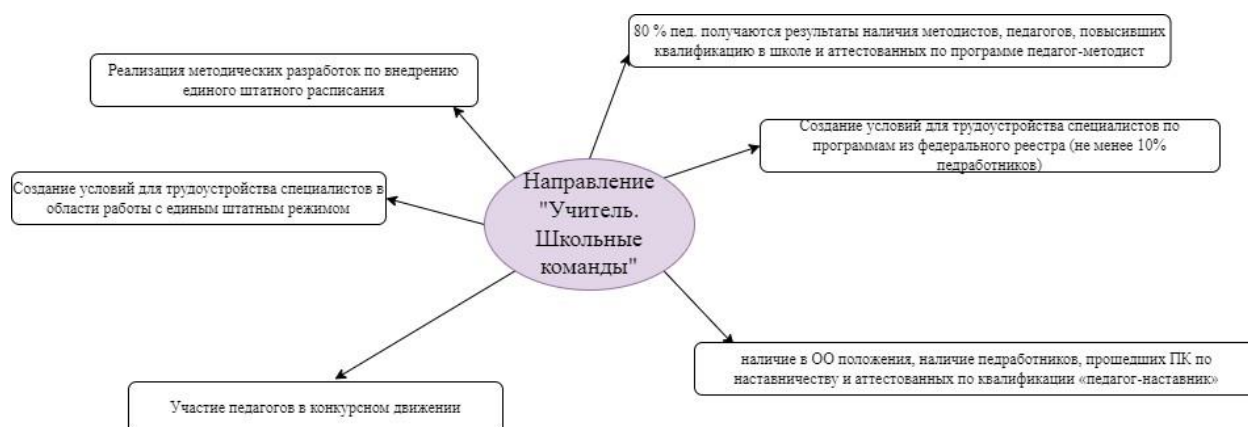 80 % пед. получаются результаты наличия методистов, педагогов, повысивших
квалификацию в школе и аттестованных по программе педагог-методист
Реализация методических разработок по внедрению
единого штатного расписания
Создание условий для трудоустройства специалистов по
программам из федерального реестра (не менее 10%
педработников)
Создание условий для трудоустройства специалистов в
области работы с единым штатным режимом
Направление
"Учитель.
Школьные
команды"
наличие в ОО положения, наличие педработников, прошедших ПК по
наставничеству и аттестованных по квалификации «педагог-наставник»
Участие педагогов в конкурсном движении